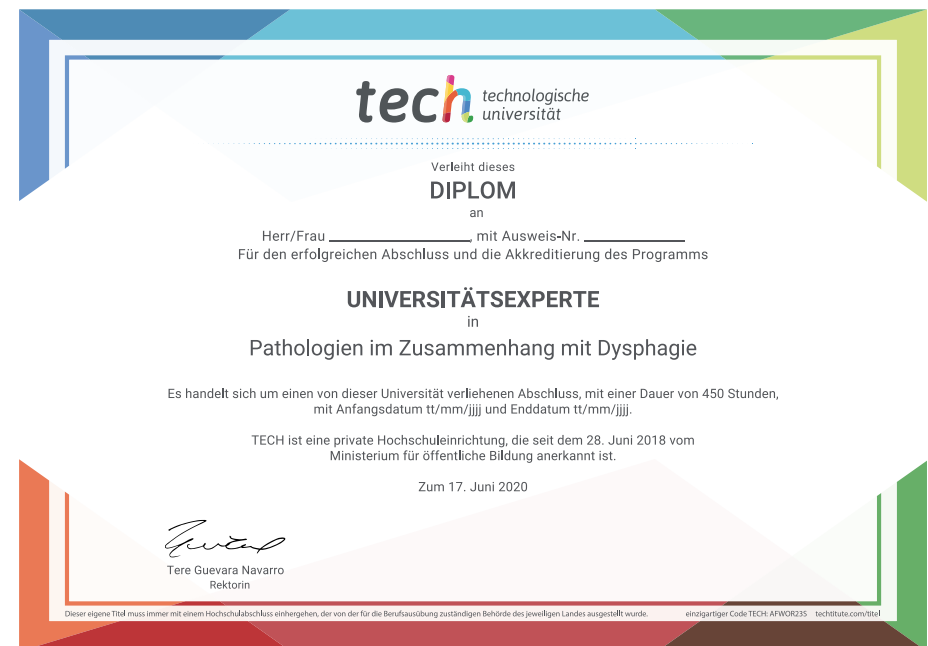 tech technologische
universität
Verleiht dieses
DIPLOM
an
Herr/Frau ____________________, mit Ausweis-Nr. ______________
Für den erfolgreichen Abschluss und die Akkreditierung des Programms
UNIVERSITÄTSEXPERTE
in
Pathologien im Zusammenhang mit Dysphagie
Es handelt sich um einen von dieser Universität verliehenen Abschluss, mit einer Dauer von 450 Stunden,
mit Anfangsdatum tt/mm/jjjj und Enddatum tt/mm/jjjj.
TECH ist eine private Hochschuleinrichtung, die seit dem 28. Juni 2018 vom
Ministerium für öffentliche Bildung anerkannt ist.
Zum 17. Juni 2020
Tere Guevara Navarro
Rektorin
Dieser eigene Titel muss immer mit einem Hochschulabschluss einhergehen, der von der für die Berufsausübung zuständigen Behörde des jeweiligen Landes ausgestellt wurde. einzigartiger Code TECH: AFWOR23S techtitute.com/titel